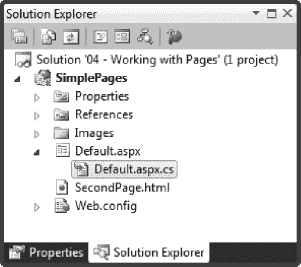 Solution Explorer
Solution '04 - Working with Pages' (1 project)
SimplePages
Properties
References
Images
Default.aspx
Default.aspx.cs
SecondPage.html
Web.config
Properties
Solution Explorer